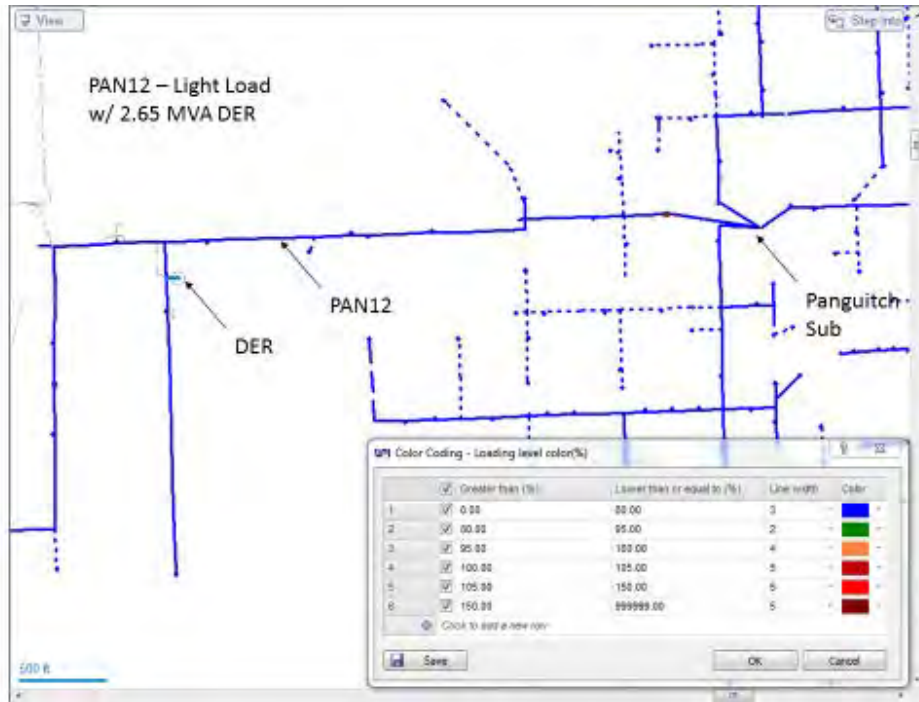 View
Step Into
PAN12 – Light Load
w/ 2.65 MVA DER
PAN12
DER
Panguitch
Sub
Color Coding - Loading level color(%)
Greater than (%) Lower than or equal to (%) Line width Color
1 0.00 80.00 3
2 80.00 95.00 2
3 95.00 100.00 4
4 100.00 105.00 5
5 105.00 150.00 5
6 150.00 999999.00 5
Click to add a new row
500 ft
Save OK Cancel